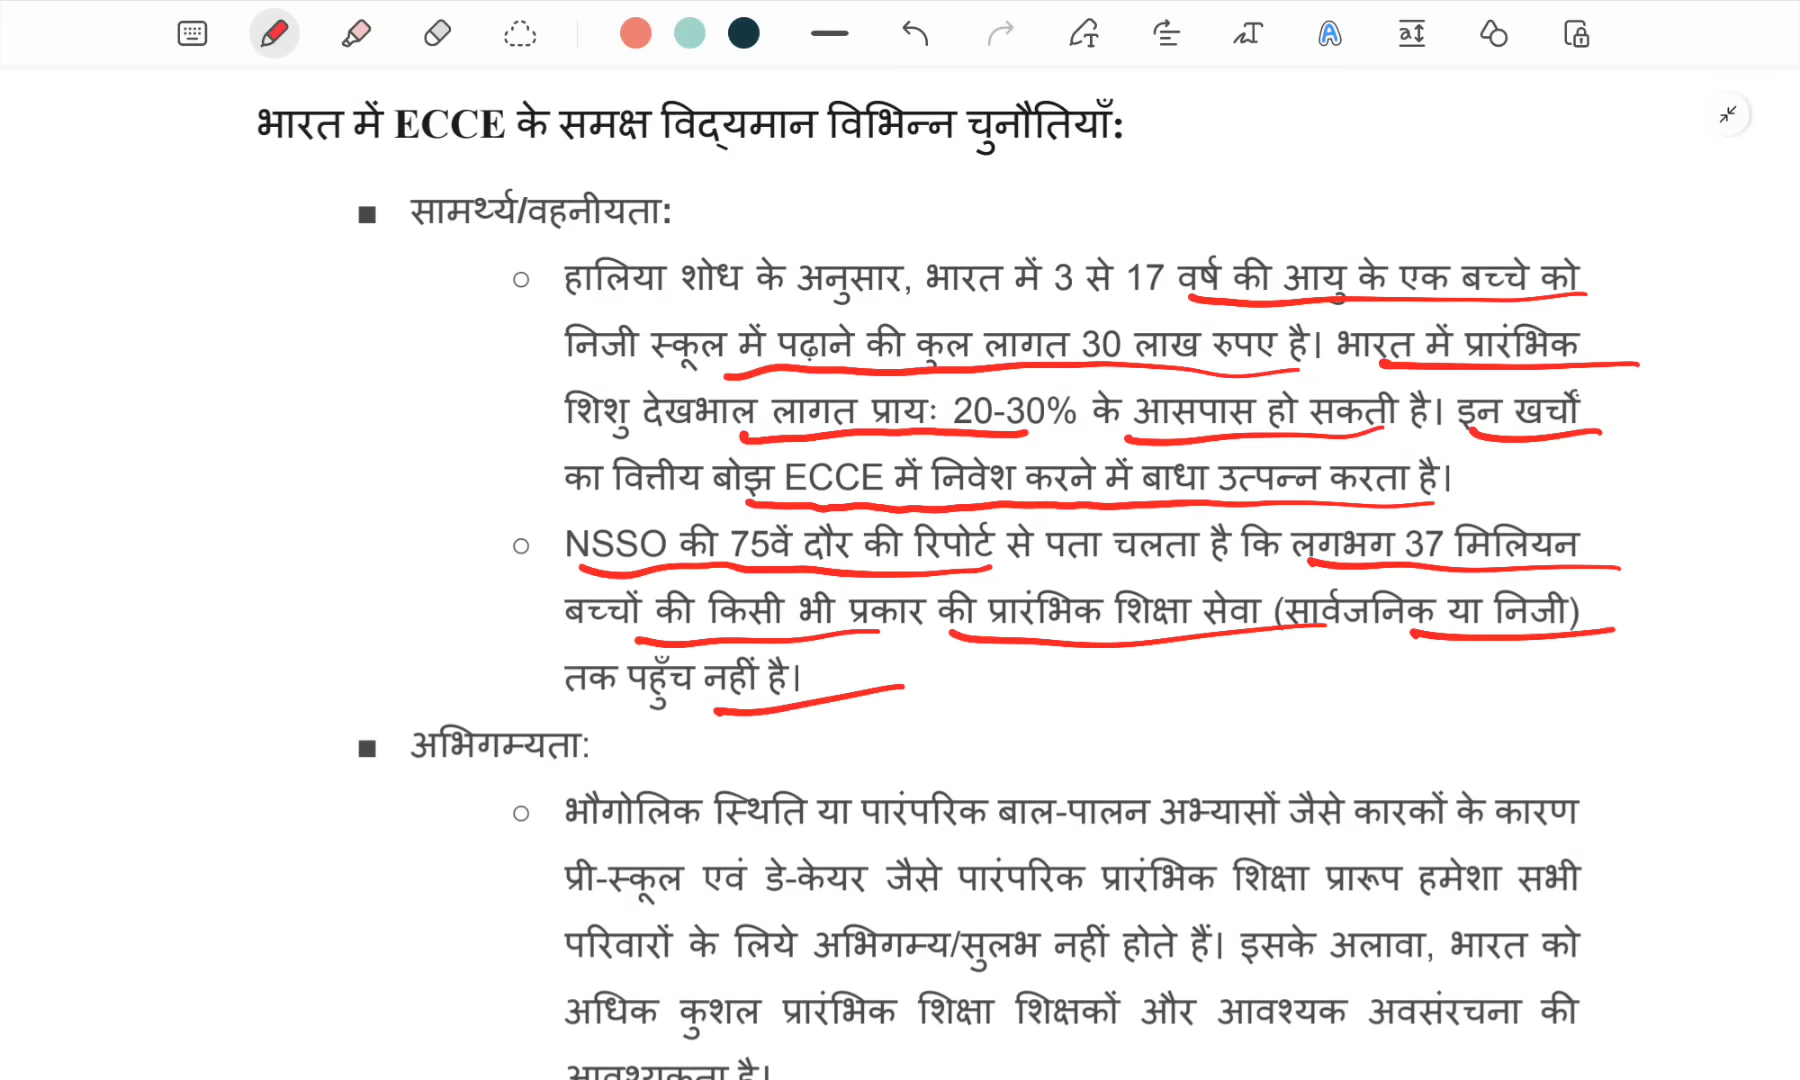 भारत में ECCE के समक्ष विद्यमान विभिन्न चुनौतियाँ:
■ सामर्थ्य/वहनीयता:
○ हालिया शोध के अनुसार, भारत में 3 से 17 वर्ष की आयु के एक बच्चे को
निजी स्कूल में पढ़ाने की कुल लागत 30 लाख रुपए है। भारत में प्रारंभिक
शिशु देखभाल लागत प्रायः 20-30% के आसपास हो सकती है। इन खर्चों
का वित्तीय बोझ ECCE में निवेश करने में बाधा उत्पन्न करता है।
○ NSSO की 75वें दौर की रिपोर्ट से पता चलता है कि लगभग 37 मिलियन
बच्चों की किसी भी प्रकार की प्रारंभिक शिक्षा सेवा (सार्वजनिक या निजी)
तक पहुँच नहीं है।
■ अभिगम्यता:
○ भौगोलिक स्थिति या पारंपरिक बाल-पालन अभ्यासों जैसे कारकों के कारण
प्री-स्कूल एवं डे-केयर जैसे पारंपरिक प्रारंभिक शिक्षा प्रारूप हमेशा सभी
परिवारों के लिये अभिगम्य/सुलभ नहीं होते हैं। इसके अलावा, भारत को
अधिक कुशल प्रारंभिक शिक्षा शिक्षकों और आवश्यक अवसंरचना की
आवश्यकता है।